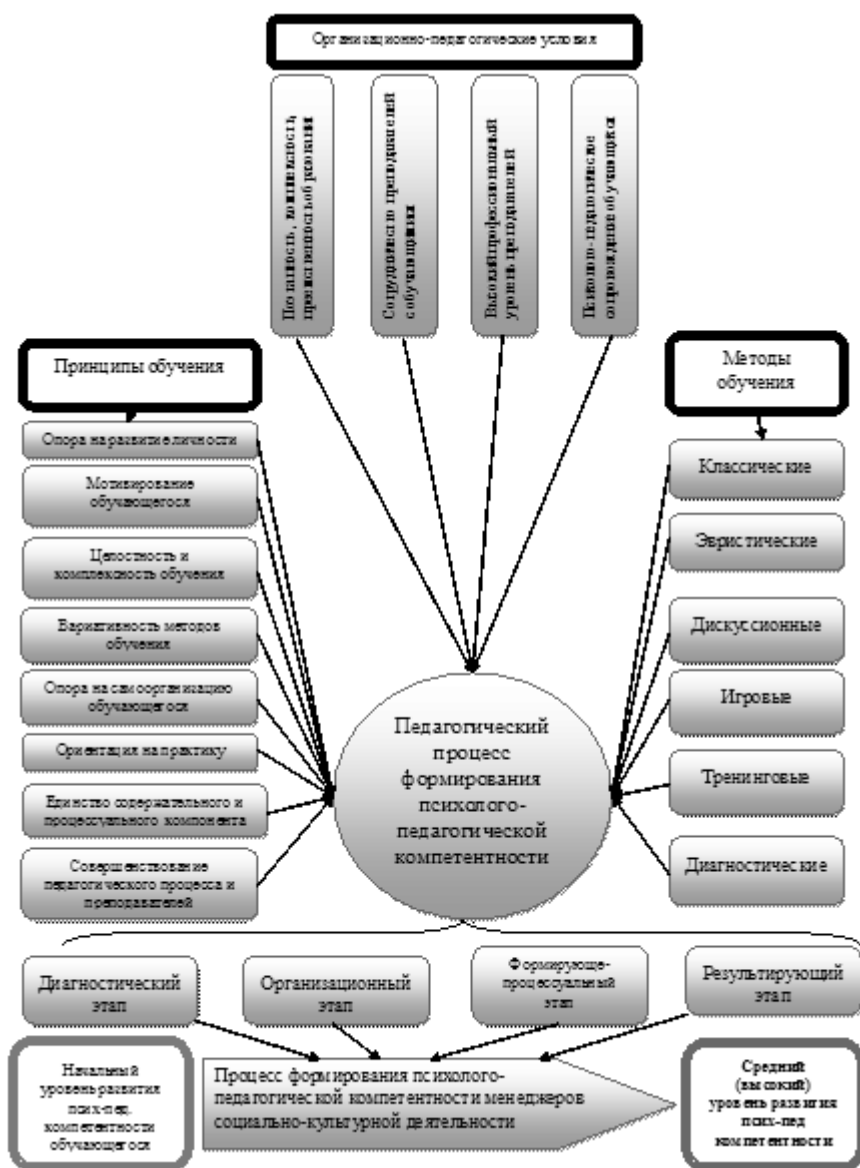 Организационно-педагогические условия
Поэтапность, комплексность,
преемственность образования
Сотрудничество преподавателей
с обучающимися
Высокий профессиональный
уровень преподавателей
Психолого-педагогическое
сопровождение обучающихся
Принципы обучения
Опора на развитие личности
Мотивирование
обучающегося
Целостность и
комплексность обучения
Вариативность методов
обучения
Опора на самоорганизацию
обучающегося
Ориентация на практику
Единство содержательного и
процессуального компонента
Совершенствование
педагогического процесса и
преподавателей
Методы
обучения
Классические
Эвристические
Дискуссионные
Игровые
Тренинговые
Диагностические
Педагогический
процесс
формирования
психолого-
педагогической
компетентности
Диагностический
этап
Организационный
этап
Формирующе-
процессуальный
этап
Результирующий
этап
Начальный
уровень развития
псих-пед.
компетентности
обучающегося
Процесс формирования психолого-
педагогической компетентности менеджеров
социально-культурной деятельности
Средний
(высокий)
уровень развития
псих-пед
компетентности